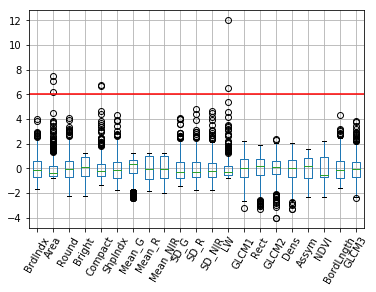 12
10
8
6
4
2
0
−2
−4
BrdIndx
Area
Round
Bright
Compact
ShpIndx
Mean_G
Mean_R
Mean_NIR
SD_G
SD_R
SD_NIR
LW
GLCM1
Rect
GLCM2
Dens
Assym
NDVI
BordLngth
GLCM3